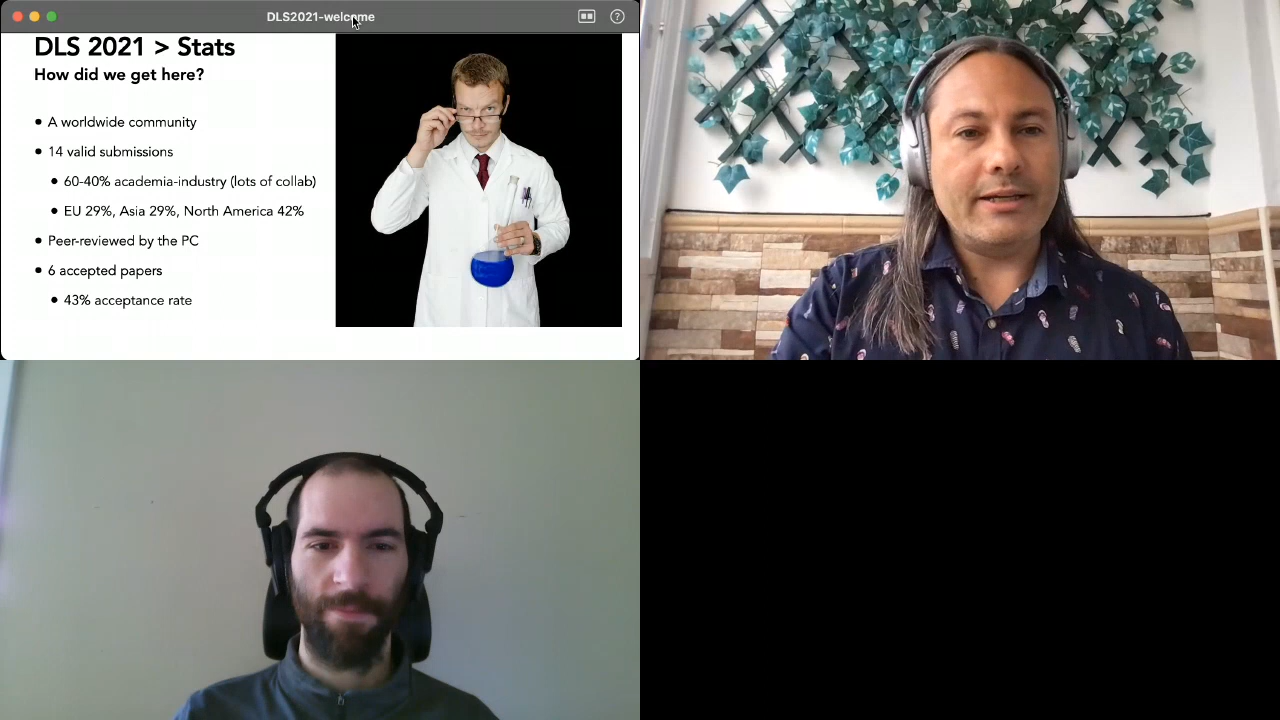 DLS2021-welcome
DLS 2021 > Stats
How did we get here?
• A worldwide community
• 14 valid submissions
• 60-40% academia-industry (lots of collab)
• EU 29%, Asia 29%, North America 42%
• Peer-reviewed by the PC
• 6 accepted papers
• 43% acceptance rate